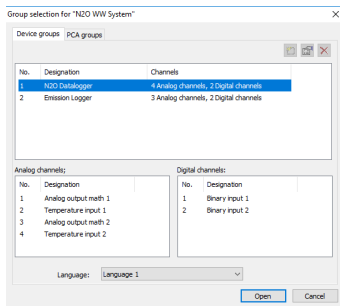 Group selection for "N2O WW System"
Device groups PCA groups
No. Designation Channels
1 N2O Datalogger 4 Analog channels, 2 Digital channels
2 Emission Logger 3 Analog channels, 2 Digital channels
Analog channels; Digital channels:
No. Designation No. Designation
1 Analog output math 1 1 Binary input 1
2 Temperature input 1 2 Binary input 2
3 Analog output math 2
4 Temperature input 2
Language: Language 1
Open Cancel